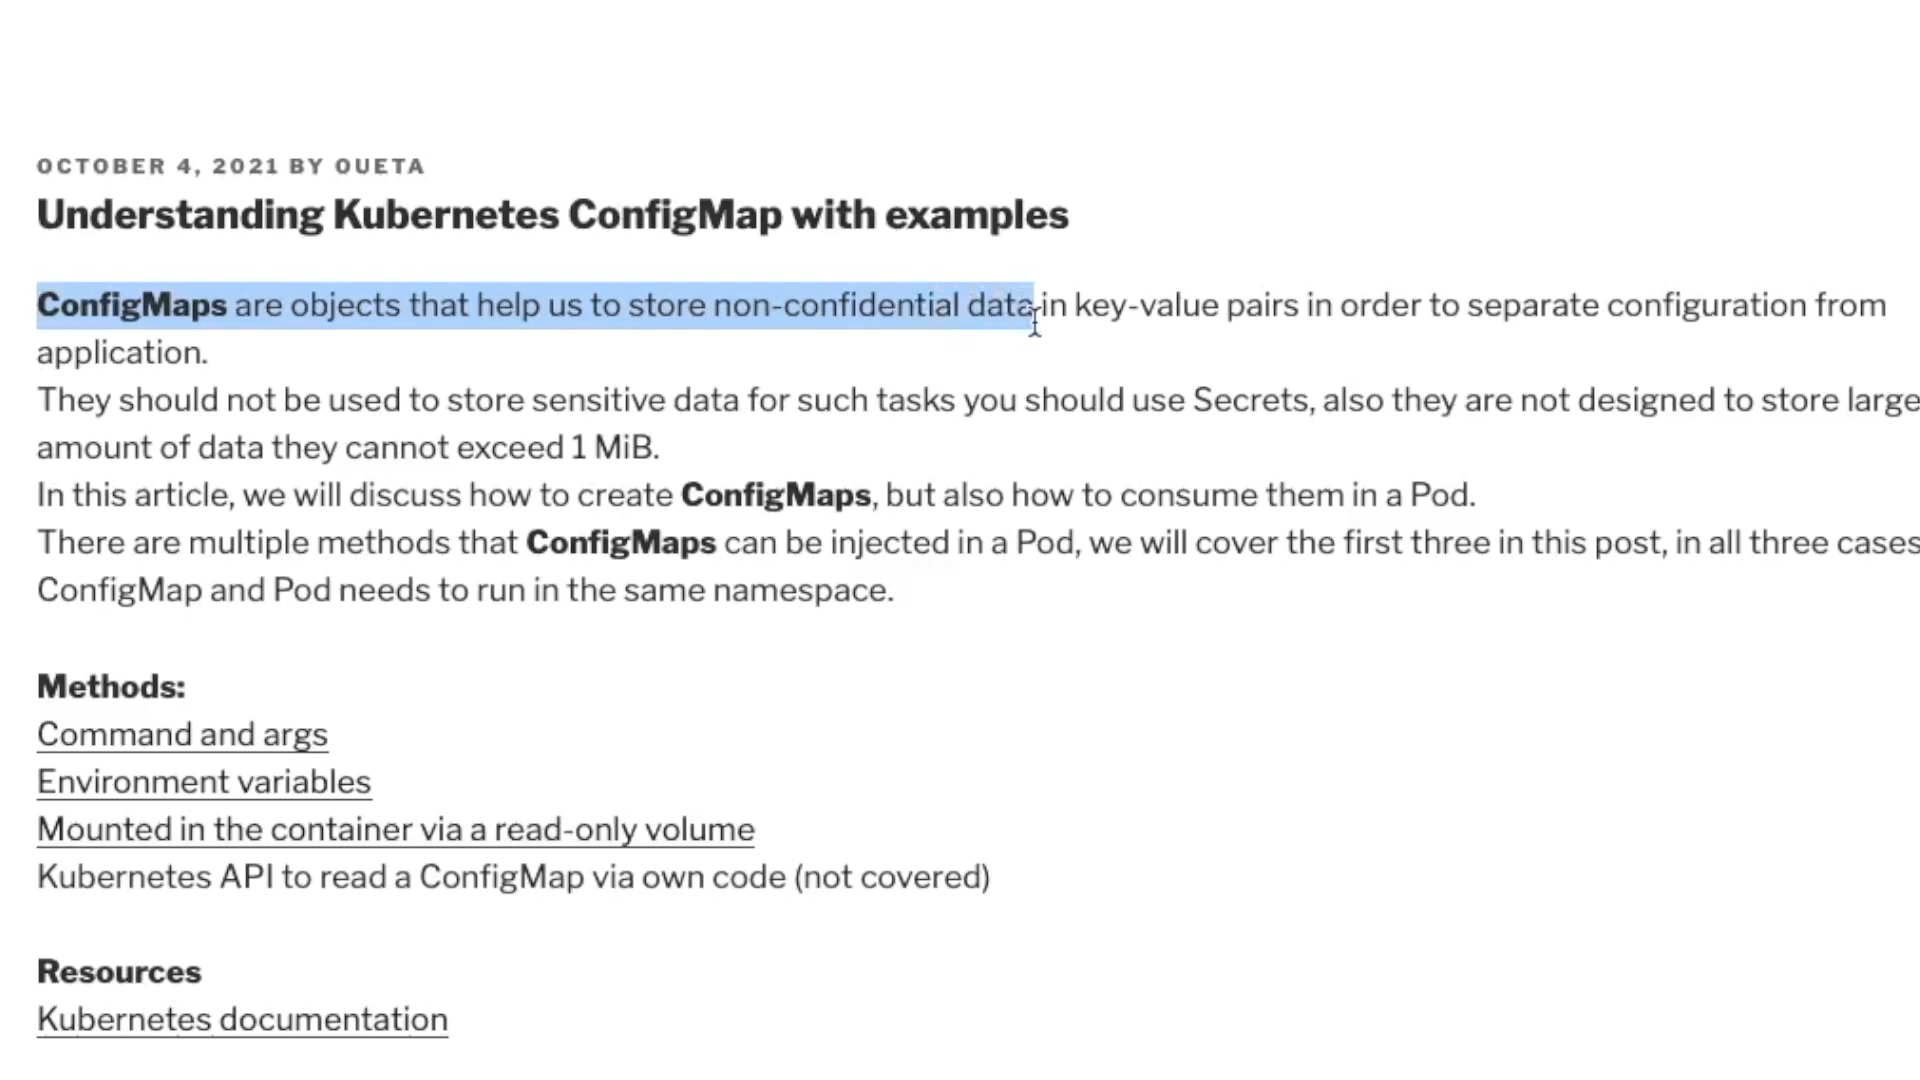 OCTOBER 4, 2021 BY OUETA
Understanding Kubernetes ConfigMap with examples
ConfigMaps are objects that help us to store non-confidential data in key-value pairs in order to separate configuration from
application.
They should not be used to store sensitive data for such tasks you should use Secrets, also they are not designed to store large
amount of data they cannot exceed 1 MiB.
In this article, we will discuss how to create ConfigMaps, but also how to consume them in a Pod.
There are multiple methods that ConfigMaps can be injected in a Pod, we will cover the first three in this post, in all three cases
ConfigMap and Pod needs to run in the same namespace.
Methods:
Command and args
Environment variables
Mounted in the container via a read-only volume
Kubernetes API to read a ConfigMap via own code (not covered)
Resources
Kubernetes documentation